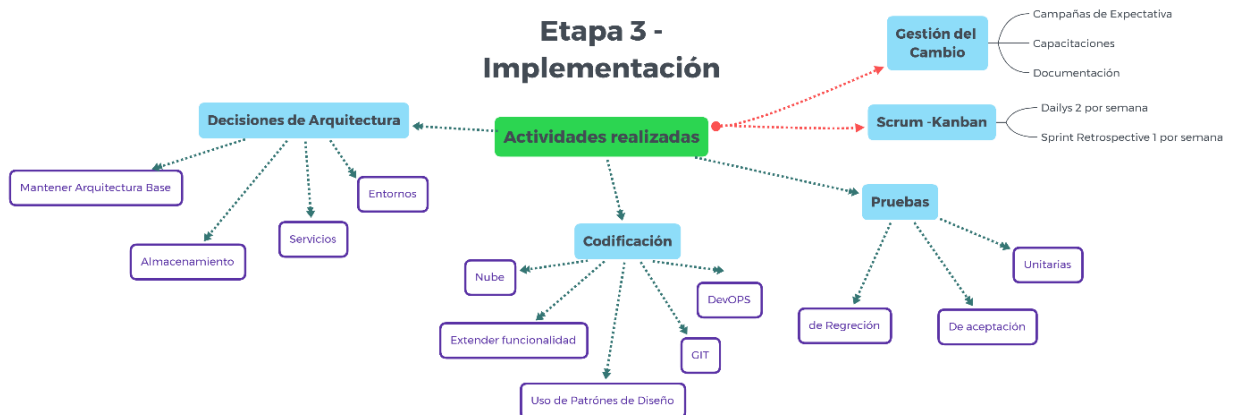 Etapa 3 -
Implementación
Gestión del
Cambio
Campañas de Expectativa
Capacitaciones
Documentación
Decisiones de Arquitectura
Actividades realizadas
Scrum -Kanban
Dailys 2 por semana
Sprint Retrospective 1 por semana
Mantener Arquitectura Base
Entornos
Servicios
Almacenamiento
Codificación
Nube
DevOPS
Extender funcionalidad
GIT
Uso de Patrónes de Diseño
Pruebas
Unitarias
de Regreción
De aceptación